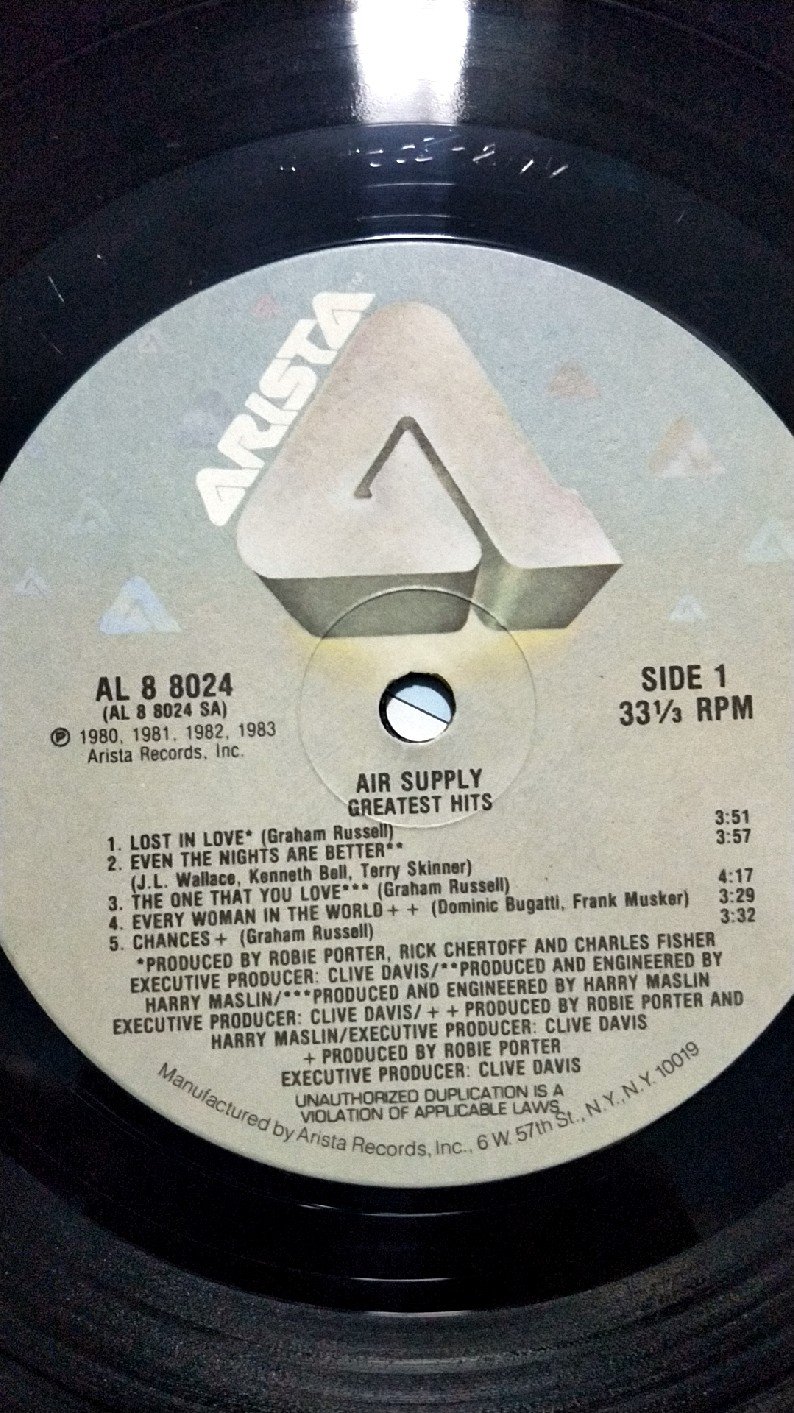 ARISTA
AL 8 8024
(AL 8 8024 SA)
Ⓟ 1980, 1981, 1982, 1983
Arista Records, Inc.
SIDE 1
33⅓ RPM
AIR SUPPLY
GREATEST HITS
1. LOST IN LOVE* (Graham Russell) 3:51
2. EVEN THE NIGHTS ARE BETTER** 3:57
(J.L. Wallace, Kenneth Bell, Terry Skinner)
3. THE ONE THAT YOU LOVE*** (Graham Russell) 4:17
4. EVERY WOMAN IN THE WORLD + + (Dominic Bugatti, Frank Musker) 3:29
5. CHANCES + (Graham Russell) 3:32
*PRODUCED BY ROBIE PORTER, RICK CHERTOFF AND CHARLES FISHER
EXECUTIVE PRODUCER: CLIVE DAVIS/**PRODUCED AND ENGINEERED BY
HARRY MASLIN/***PRODUCED AND ENGINEERED BY HARRY MASLIN
EXECUTIVE PRODUCER: CLIVE DAVIS/ + + PRODUCED BY ROBIE PORTER AND
HARRY MASLIN/EXECUTIVE PRODUCER: CLIVE DAVIS
+ PRODUCED BY ROBIE PORTER
EXECUTIVE PRODUCER: CLIVE DAVIS
UNAUTHORIZED DUPLICATION IS A
VIOLATION OF APPLICABLE LAWS
Manufactured by Arista Records, Inc., 6 W. 57th St., N.Y., N.Y. 10019